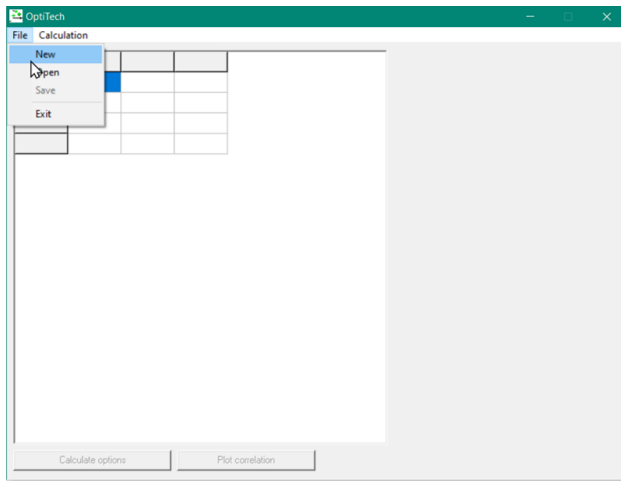 OptiTech
File Calculation
New
Open
Save
Exit
Calculate options Plot correlation